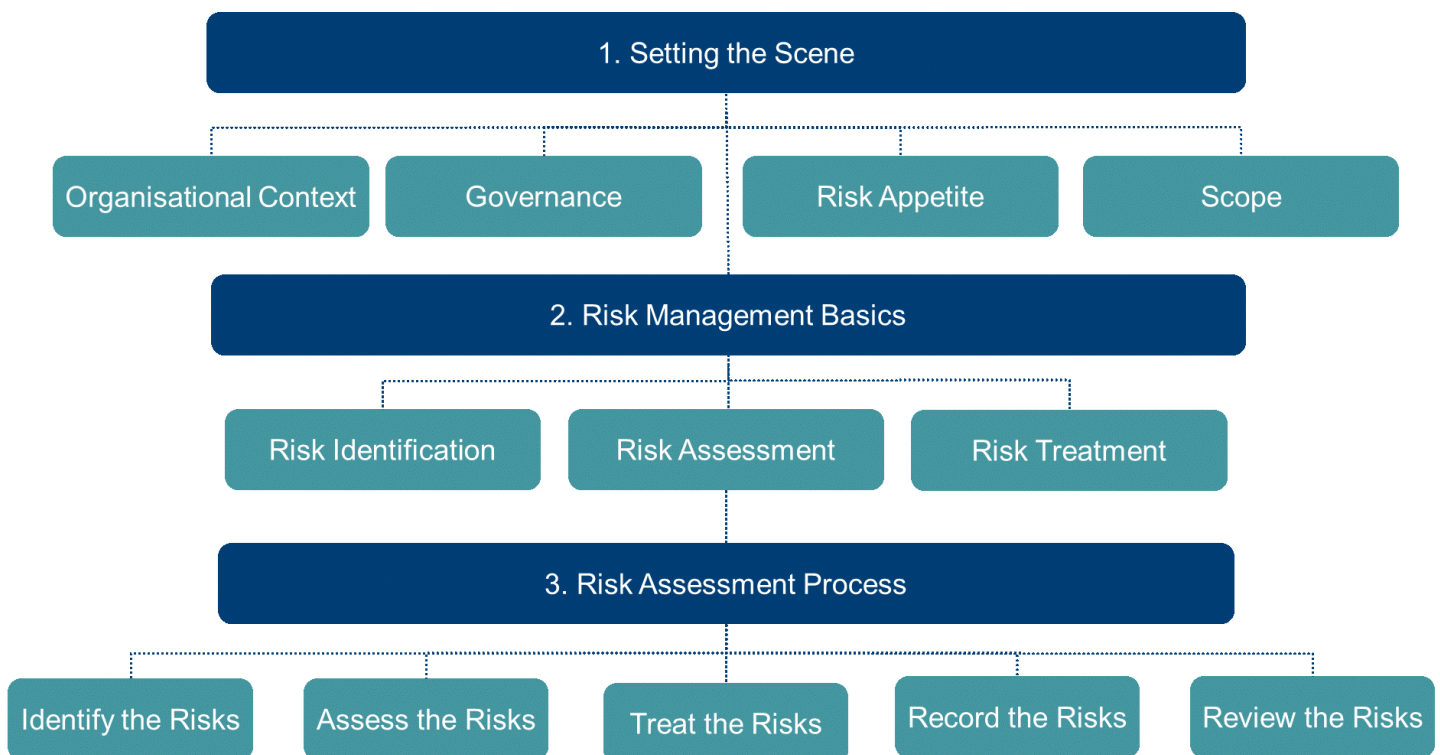 1. Setting the Scene
Organisational Context
Governance
Risk Appetite
Scope
2. Risk Management Basics
Risk Identification
Risk Assessment
Risk Treatment
3. Risk Assessment Process
Identify the Risks
Assess the Risks
Treat the Risks
Record the Risks
Review the Risks